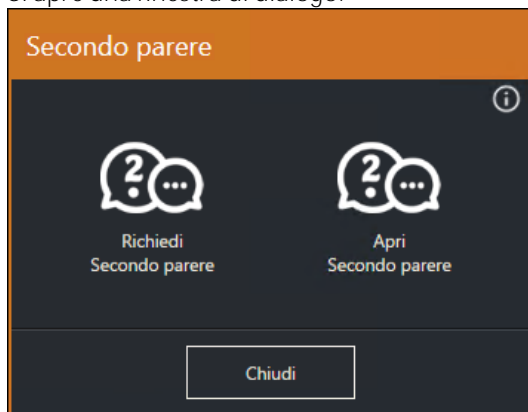 Si apre una finestra di dialogo.
Secondo parere
Richiedi
Secondo parere
Apri
Secondo parere
Chiudi